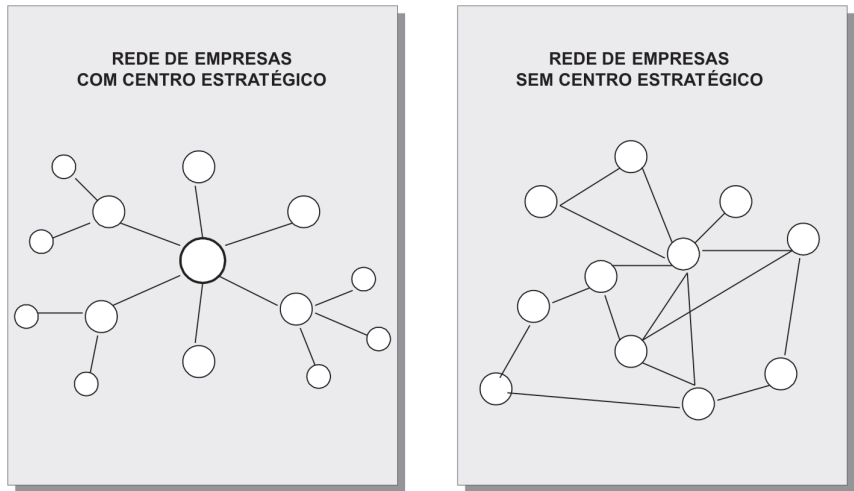 REDE DE EMPRESAS
COM CENTRO ESTRATÉGICO
REDE DE EMPRESAS
SEM CENTRO ESTRATÉGICO